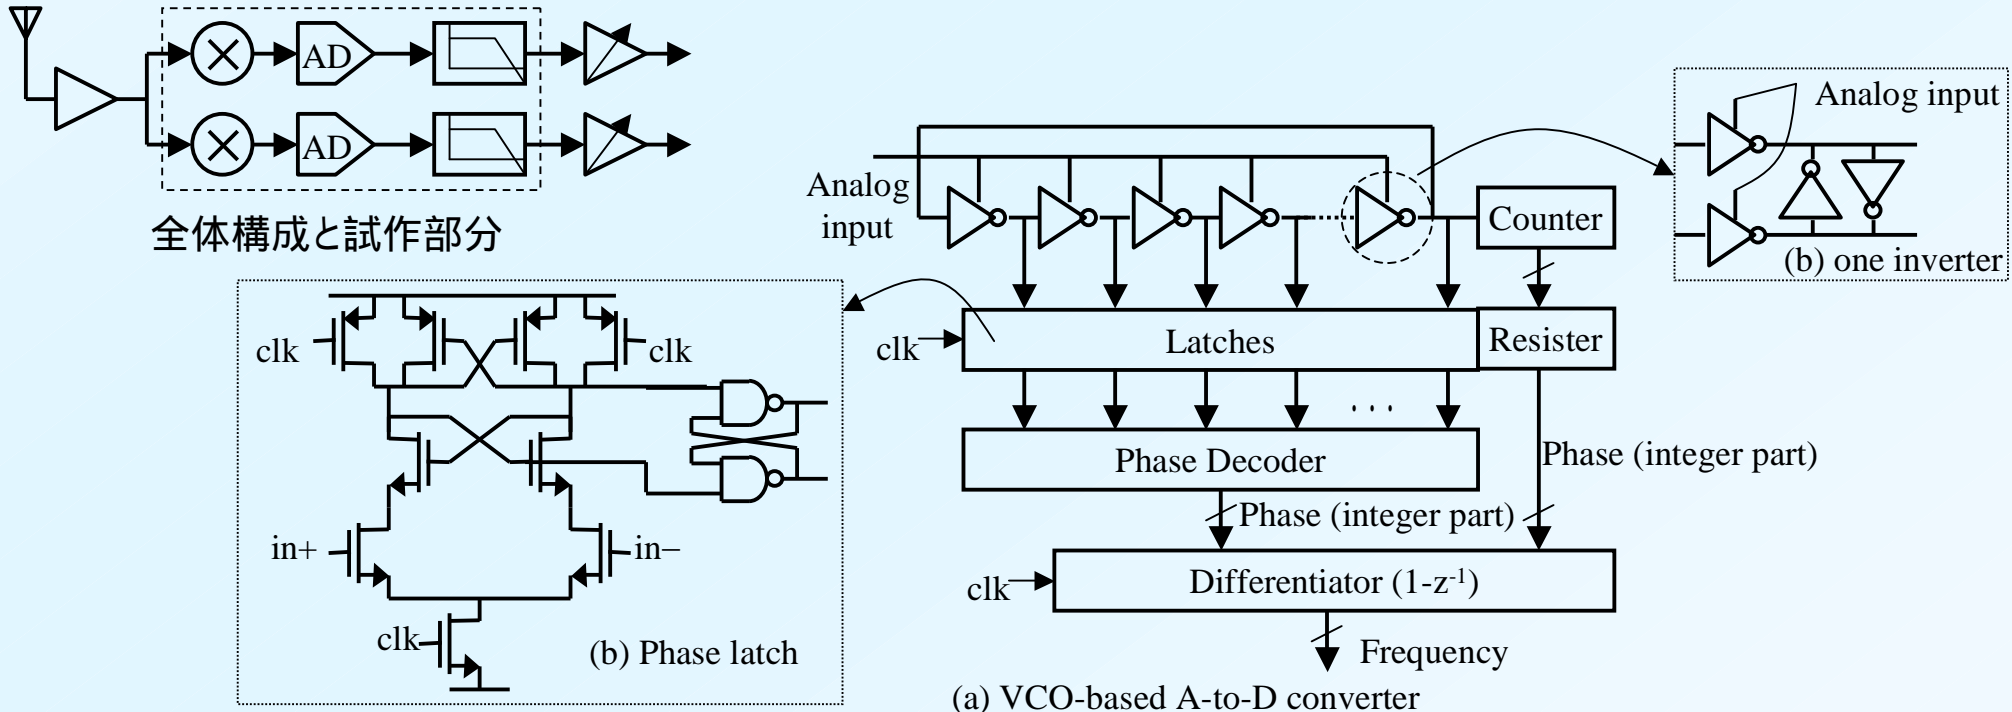 AD
AD
全体構成と試作部分
clk
clk
in+
in−
clk
(b) Phase latch
Analog
input
Counter
clk
Latches
Resister
. . .
Phase Decoder
Phase (integer part)
Phase (integer part)
clk
Differentiator (1-z-1)
Frequency
(a) VCO-based A-to-D converter
Analog input
(b) one inverter